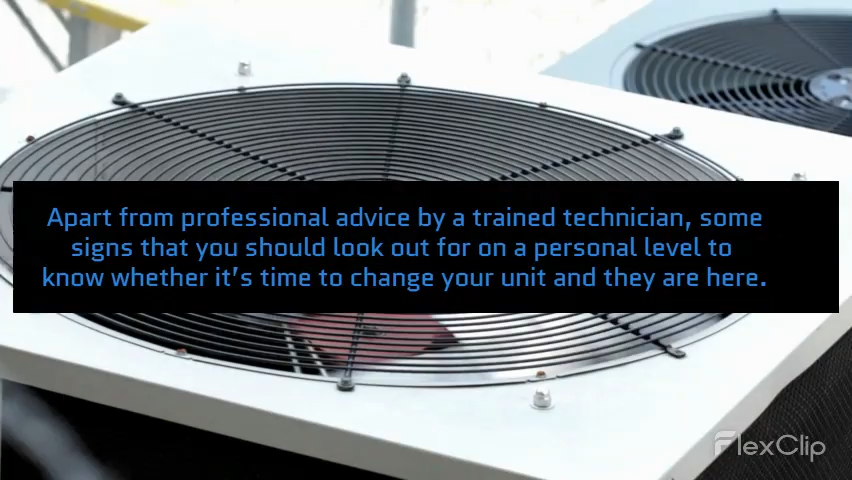 Apart from professional advice by a trained technician, some
signs that you should look out for on a personal level to
know whether it's time to change your unit and they are here.
FlexClip